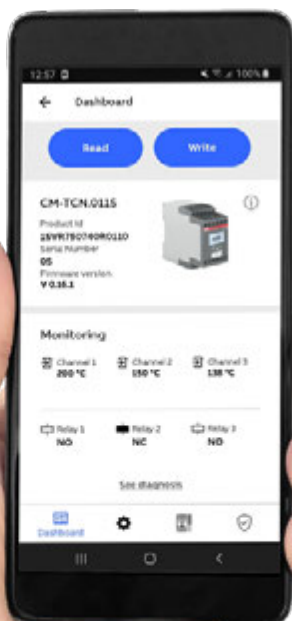 12:57 100%
Dashboard
Read Write
CM-TCN.011S
Product Id
1SVR750740R0110
Serial Number
05
Firmware version
V 0.16.1
Monitoring
Channel 1 Channel 2 Channel 3
200 °C 150 °C 138 °C
Relay 1 Relay 2 Relay 3
NO NC NO
See diagnosis
Dashboard